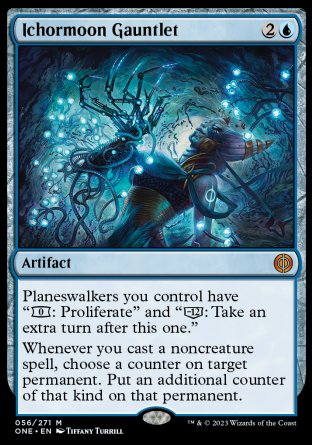 Ichormoon Gauntlet 2
Artifact
Planeswalkers you control have
“0: Proliferate” and “−12: Take an
extra turn after this one.”
Whenever you cast a noncreature
spell, choose a counter on target
permanent. Put an additional counter
of that kind on that permanent.
056/271 M
ONE • EN Tiffany Turrill
™ & © 2023 Wizards of the Coast